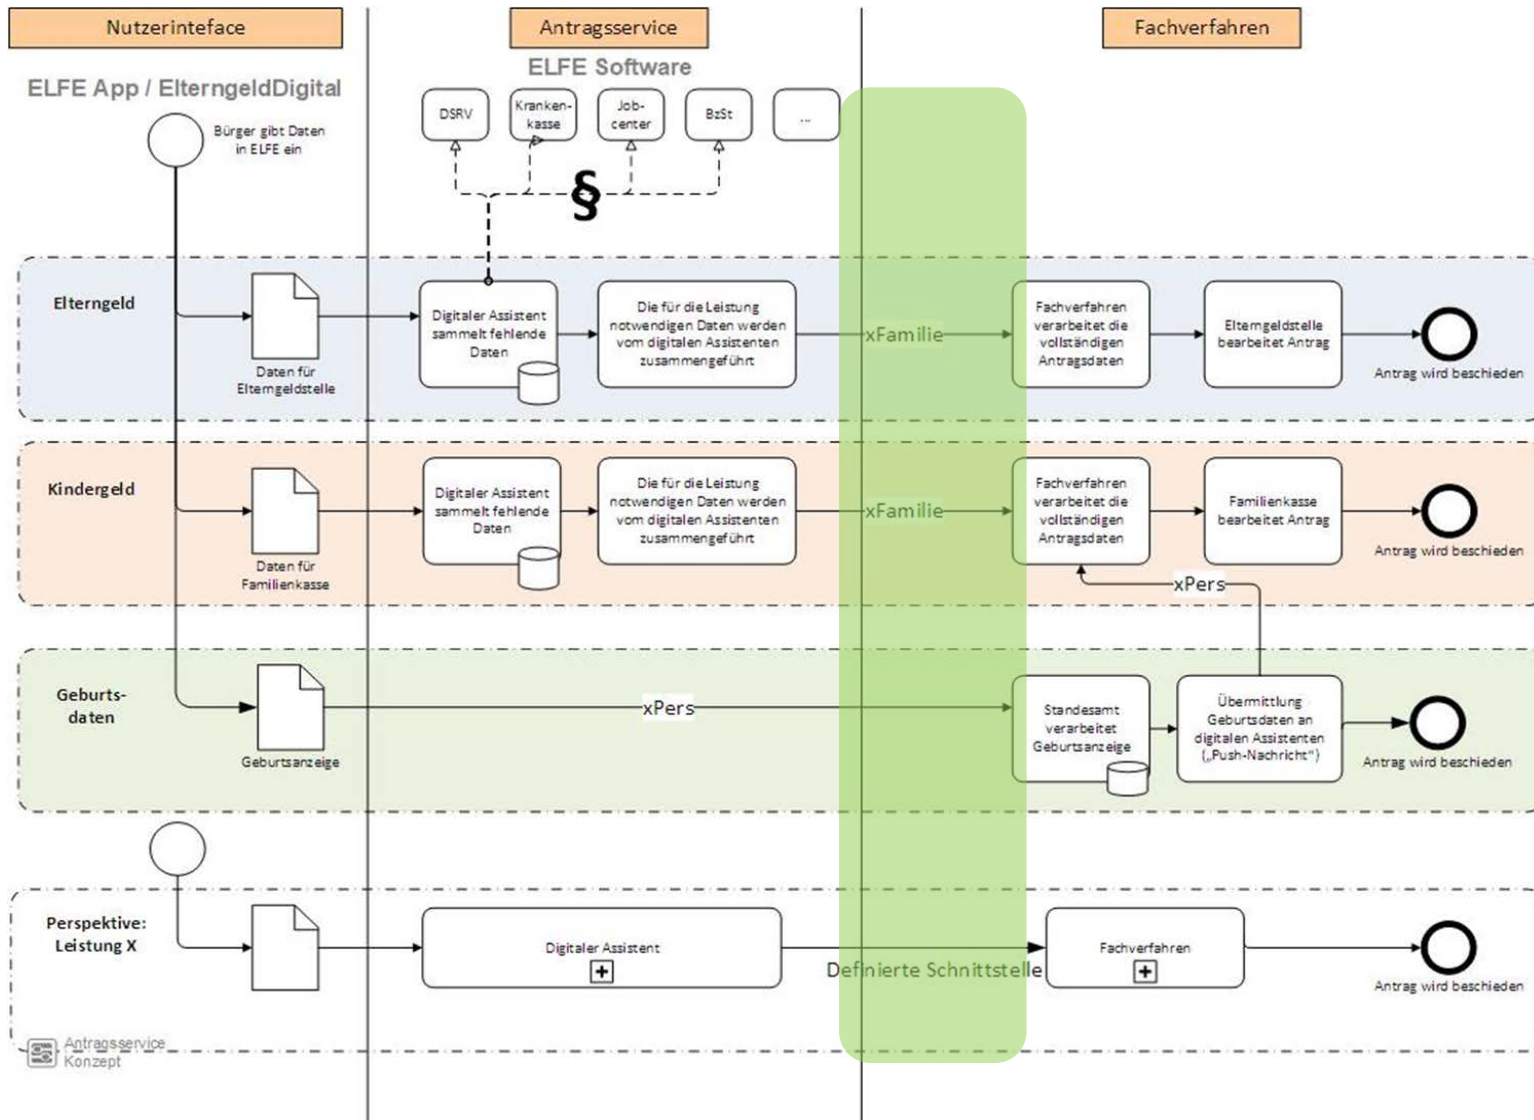 Nutzerinteface
Antragsservice
Fachverfahren
ELFE App / ElterngeldDigital
ELFE Software
Bürger gibt Daten
in ELFE ein
DSRV
Kranken-
kasse
Job-
center
BzSt
...
§
Elterngeld
Daten für
Elterngeldstelle
Digitaler Assistent
sammelt fehlende
Daten
Die für die Leistung
notwendigen Daten werden
vom digitalen Assistenten
zusammengeführt
xFamilie
Fachverfahren
verarbeitet die
vollständigen
Antragsdaten
Elterngeldstelle
bearbeitet Antrag
Antrag wird beschieden
Kindergeld
Daten für
Familienkasse
Digitaler Assistent
sammelt fehlende
Daten
Die für die Leistung
notwendigen Daten werden
vom digitalen Assistenten
zusammengeführt
xFamilie
Fachverfahren
verarbeitet die
vollständigen
Antragsdaten
Familienkasse
bearbeitet Antrag
Antrag wird beschieden
xPers
Geburts-
daten
Geburtsanzeige
xPers
Standesamt
verarbeitet
Geburtsanzeige
Übermittlung
Geburtsdaten an
digitalen Assistenten
(„Push-Nachricht“)
Antrag wird beschieden
Perspektive:
Leistung X
Digitaler Assistent
Definierte Schnittstelle
Fachverfahren
Antrag wird beschieden
Antragsservice
Konzept